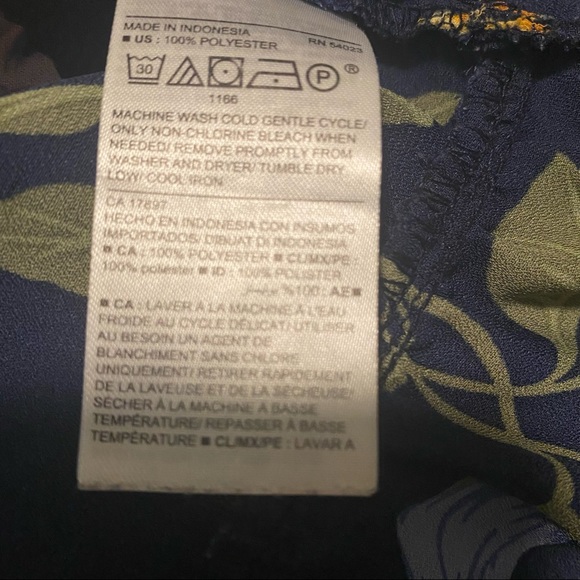 MADE IN INDONESIA
■ US : 100% POLYESTER RN 54023
30 P ®
1166
MACHINE WASH COLD GENTLE CYCLE/
ONLY NON-CHLORINE BLEACH WHEN
NEEDED/ REMOVE PROMPTLY FROM
WASHER AND DRYER/ TUMBLE DRY
LOW/ COOL IRON
CA 17897
HECHO EN INDONESIA CON INSUMOS
IMPORTADOS/ DIBUAT DI INDONESIA
■ CA : 100% POLYESTER ■ CL/MX/PE :
100% poliester ■ ID : 100% POLISTER
%100 : AE ■
■ CA : LAVER À LA MACHINE À L'EAU
FROIDE AU CYCLE DÉLICAT/ UTILISER
AU BESOIN UN AGENT DE
BLANCHIMENT SANS CHLORE
UNIQUEMENT/ RETIRER RAPIDEMENT
DE LA LAVEUSE ET DE LA SÉCHEUSE/
SÉCHER À LA MACHINE À BASSE
TEMPÉRATURE/ REPASSER À BASSE
TEMPÉRATURE ■ CL/MX/PE : LAVAR A